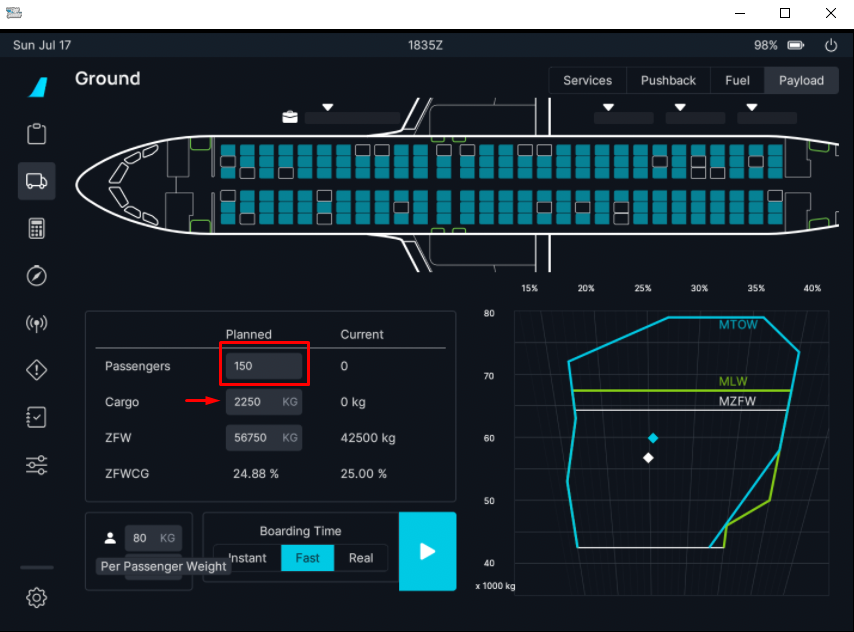 Sun Jul 17 1835Z 98%
Ground Services Pushback Fuel Payload
15% 20% 25% 30% 35% 40%
80
70
60
50
40
x 1000 kg
MTOW
MLW
MZFW
Planned Current
Passengers 150 0
Cargo 2250 KG 0 kg
ZFW 56750 KG 42500 kg
ZFWCG 24.88 % 25.00 %
80 KG
Per Passenger Weight
Boarding Time
Instant Fast Real